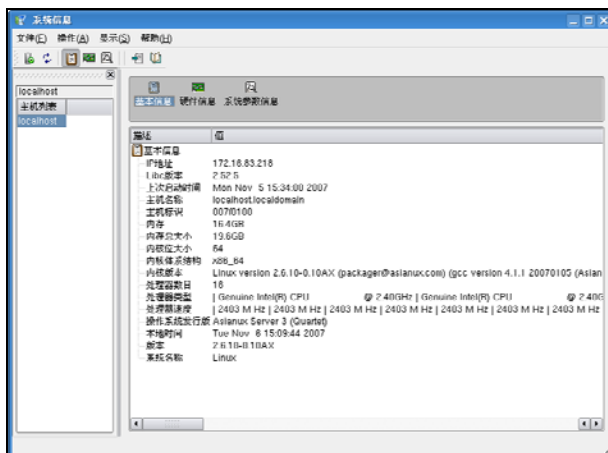 系统信息
文件(F) 操作(A) 显示(S) 帮助(H)
localhost
主机列表
localhost
基本信息 硬件信息 系统参数信息
描述 值
基本信息
IP地址 172.16.83.218
Libc版本 2.52.5
上次启动时间 Mon Nov 5 15:34:00 2007
主机名称 localhost.localdomain
主机标识 007f0100
内存 16.4GB
内存总大小 19.6GB
内核位大小 64
内核体系结构 x86_64
内核版本 Linux version 2.6.18-8.10AX (packager@asianux.com) (gcc version 4.1.1 20070105 (Asian
处理器数目 16
处理器类型 | Genuine Intel(R) CPU @ 2.40GHz | Genuine Intel(R) CPU @ 2.40G
处理器速度 | 2403 M Hz | 2403 M Hz | 2403 M Hz | 2403 M Hz | 2403 M Hz | 2403 M Hz | 2403 M Hz
操作系统发行版 Asianux Server 3 (Quartet)
本地时间 Tue Nov 6 15:09:44 2007
版本 2.6.18-8.10AX
系统名称 Linux